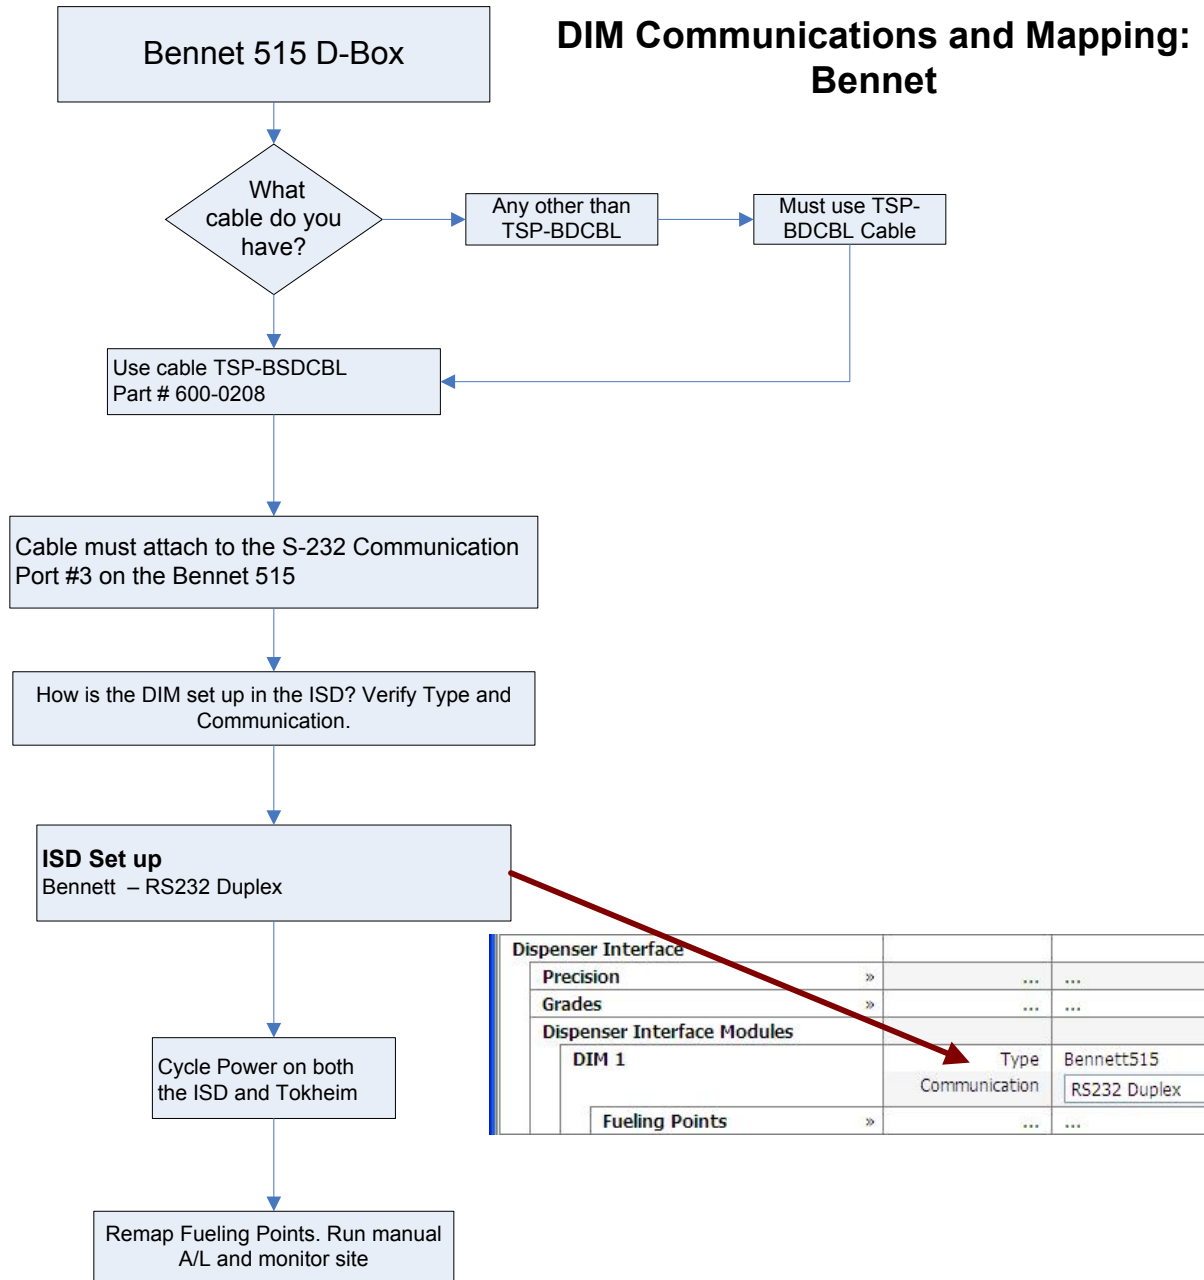 DIM Communications and Mapping:
Bennet
Bennet 515 D-Box
What
cable do you
have?
Any other than
TSP-BDCBL
Must use TSP-
BDCBL Cable
Use cable TSP-BSDCBL
Part # 600-0208
Cable must attach to the S-232 Communication
Port #3 on the Bennet 515
How is the DIM set up in the ISD? Verify Type and
Communication.
ISD Set up
Bennett – RS232 Duplex
Dispenser Interface
Precision » ... ...
Grades » ... ...
Dispenser Interface Modules
DIM 1 Type Bennett515
Communication RS232 Duplex
Fueling Points » ... ...
Cycle Power on both
the ISD and Tokheim
Remap Fueling Points. Run manual
A/L and monitor site